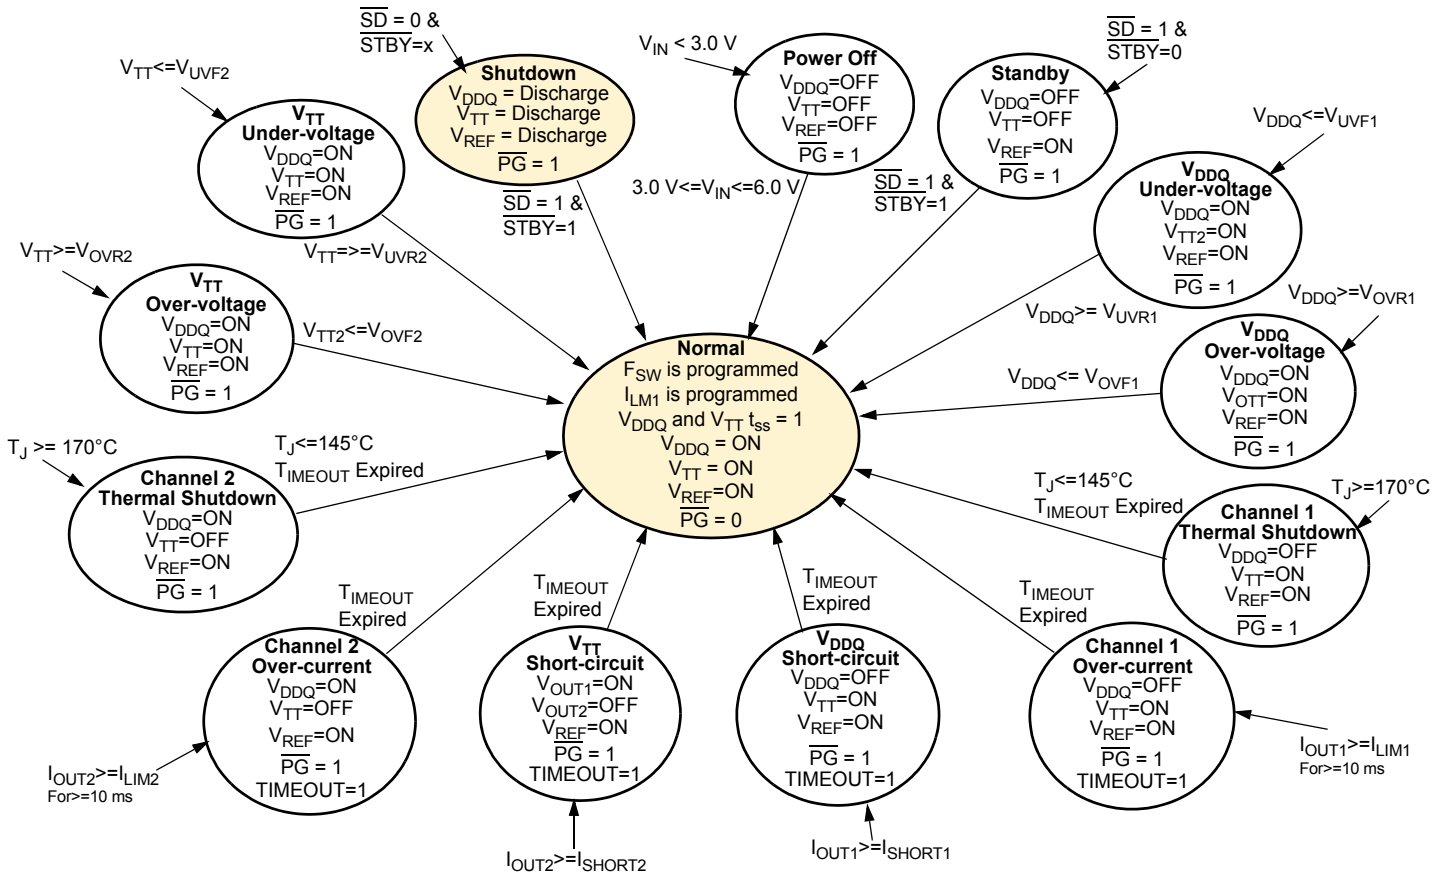 SD = 0 &
STBY=x
Shutdown
VDDQ = Discharge
VTT = Discharge
VREF = Discharge
PG = 1
SD = 1 &
STBY=1
VIN < 3.0 V
Power Off
VDDQ=OFF
VTT=OFF
VREF=OFF
PG = 1
3.0 V<=VIN<=6.0 V
SD = 1 &
STBY=0
Standby
VDDQ=OFF
VTT=OFF
VREF=ON
PG = 1
SD = 1 &
STBY=1
VTT<=VUVF2
VTT
Under-voltage
VDDQ=ON
VTT=ON
VREF=ON
PG = 1
VTT=>=VUVR2
VDDQ<=VUVF1
VDDQ
Under-voltage
VDDQ=ON
VTT2=ON
VREF=ON
PG = 1
VDDQ>= VUVR1
VTT>=VOVR2
VTT
Over-voltage
VDDQ=ON
VTT=ON
VREF=ON
PG = 1
VTT2<=VOVF2
VDDQ>=VOVR1
VDDQ
Over-voltage
VDDQ=ON
VOTT=ON
VREF=ON
PG = 1
VDDQ<= VOVF1
Normal
FSW is programmed
ILM1 is programmed
VDDQ and VTT tss = 1
VDDQ = ON
VTT = ON
VREF=ON
PG = 0
TJ >= 170°C
Channel 2
Thermal Shutdown
VDDQ=ON
VTT=OFF
VREF=ON
PG = 1
TJ<=145°C
TIMEOUT Expired
TJ<=145°C
TIMEOUT Expired
TJ>=170°C
Channel 1
Thermal Shutdown
VDDQ=OFF
VTT=ON
VREF=ON
PG = 1
TIMEOUT
Expired
Channel 2
Over-current
VDDQ=ON
VTT=OFF
VREF=ON
PG = 1
TIMEOUT=1
IOUT2>=ILIM2
For>=10 ms
TIMEOUT
Expired
VTT
Short-circuit
VOUT1=ON
VOUT2=OFF
VREF=ON
PG = 1
TIMEOUT=1
IOUT2>=ISHORT2
TIMEOUT
Expired
VDDQ
Short-circuit
VDDQ=OFF
VTT=ON
VREF=ON
PG = 1
TIMEOUT=1
IOUT1>=ISHORT1
TIMEOUT
Expired
Channel 1
Over-current
VDDQ=OFF
VTT=ON
VREF=ON
PG = 1
TIMEOUT=1
IOUT1>=ILIM1
For>=10 ms